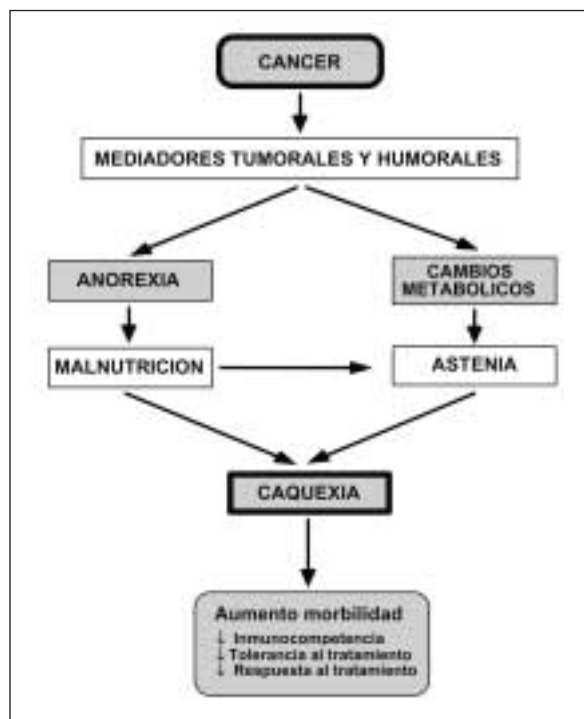 CANCER
MEDIADORES TUMORALES Y HUMORALES
ANOREXIA
CAMBIOS
METABOLICOS
MALNUTRICION
ASTENIA
CAQUEXIA
Aumento morbilidad
↓ Inmunocompetencia
↓ Tolerancia al tratamiento
↓ Respuesta al tratamiento